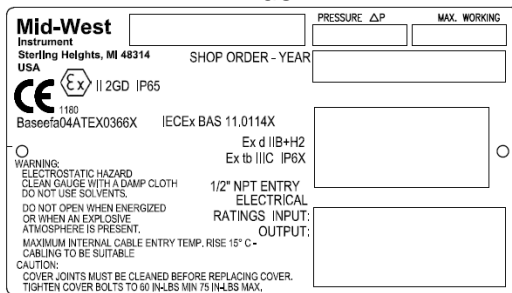 Mid-West
Instrument
Sterling Heights, MI 48314
USA
PRESSURE ΔP
MAX. WORKING
SHOP ORDER - YEAR
Ex II 2GD IP65
CE
1180
Baseefa04ATEX0366X IECEx BAS 11.0114X
Ex d IIB+H2
Ex tb IIIC IP6X
WARNING:
ELECTROSTATIC HAZARD
CLEAN GAUGE WITH A DAMP CLOTH
DO NOT USE SOLVENTS.
DO NOT OPEN WHEN ENERGIZED
OR WHEN AN EXPLOSIVE
ATMOSPHERE IS PRESENT.
1/2" NPT ENTRY
ELECTRICAL
RATINGS INPUT:
OUTPUT:
MAXIMUM INTERNAL CABLE ENTRY TEMP. RISE 15° C -
CABLING TO BE SUITABLE
CAUTION:
COVER JOINTS MUST BE CLEANED BEFORE REPLACING COVER.
TIGHTEN COVER BOLTS TO 60 IN-LBS MIN 75 IN-LBS MAX.